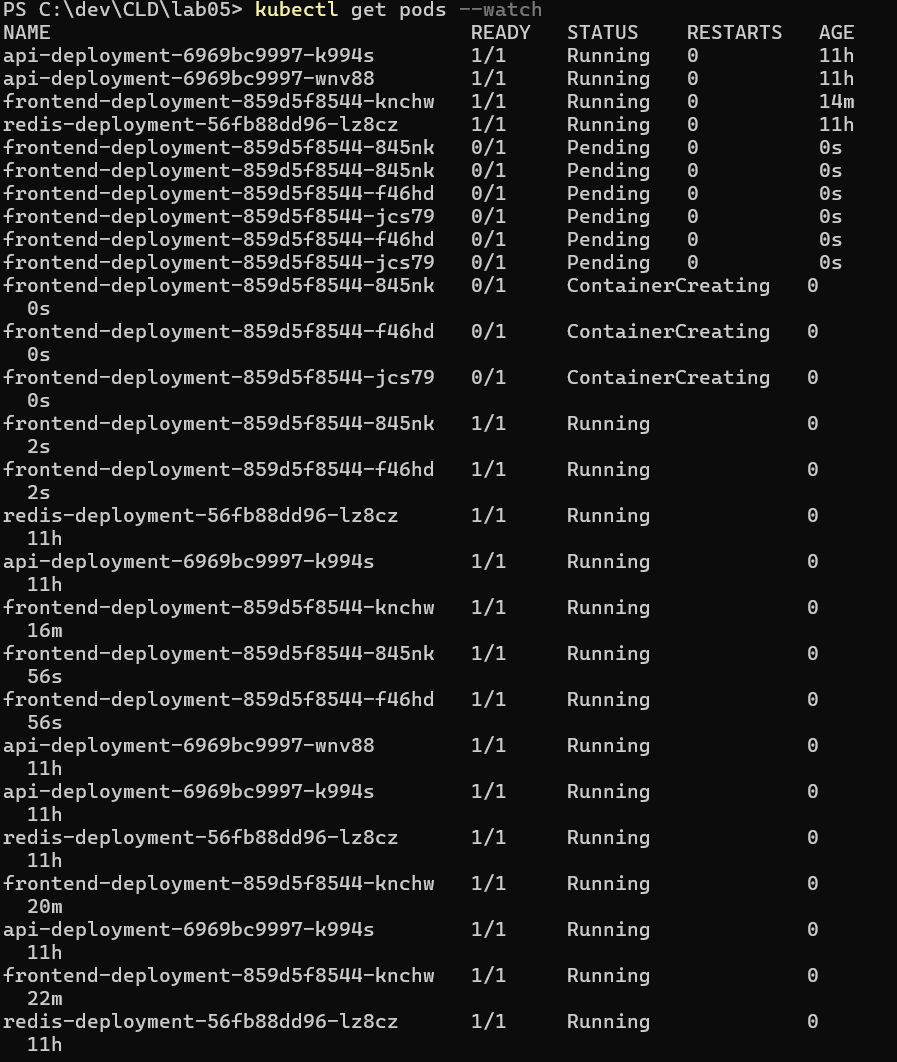 PS C:\dev\CLD\lab05> kubectl get pods --watch
NAME READY STATUS RESTARTS AGE
api-deployment-6969bc9997-k994s 1/1 Running 0 11h
api-deployment-6969bc9997-wnv88 1/1 Running 0 11h
frontend-deployment-859d5f8544-knchw 1/1 Running 0 14m
redis-deployment-56fb88dd96-lz8cz 1/1 Running 0 11h
frontend-deployment-859d5f8544-845nk 0/1 Pending 0 0s
frontend-deployment-859d5f8544-845nk 0/1 Pending 0 0s
frontend-deployment-859d5f8544-f46hd 0/1 Pending 0 0s
frontend-deployment-859d5f8544-jcs79 0/1 Pending 0 0s
frontend-deployment-859d5f8544-f46hd 0/1 Pending 0 0s
frontend-deployment-859d5f8544-jcs79 0/1 Pending 0 0s
frontend-deployment-859d5f8544-845nk 0/1 ContainerCreating 0
0s
frontend-deployment-859d5f8544-f46hd 0/1 ContainerCreating 0
0s
frontend-deployment-859d5f8544-jcs79 0/1 ContainerCreating 0
0s
frontend-deployment-859d5f8544-845nk 1/1 Running 0
2s
frontend-deployment-859d5f8544-f46hd 1/1 Running 0
2s
redis-deployment-56fb88dd96-lz8cz 1/1 Running 0
11h
api-deployment-6969bc9997-k994s 1/1 Running 0
11h
frontend-deployment-859d5f8544-knchw 1/1 Running 0
16m
frontend-deployment-859d5f8544-845nk 1/1 Running 0
56s
frontend-deployment-859d5f8544-f46hd 1/1 Running 0
56s
api-deployment-6969bc9997-wnv88 1/1 Running 0
11h
api-deployment-6969bc9997-k994s 1/1 Running 0
11h
redis-deployment-56fb88dd96-lz8cz 1/1 Running 0
11h
frontend-deployment-859d5f8544-knchw 1/1 Running 0
20m
api-deployment-6969bc9997-k994s 1/1 Running 0
11h
frontend-deployment-859d5f8544-knchw 1/1 Running 0
22m
redis-deployment-56fb88dd96-lz8cz 1/1 Running 0
11h